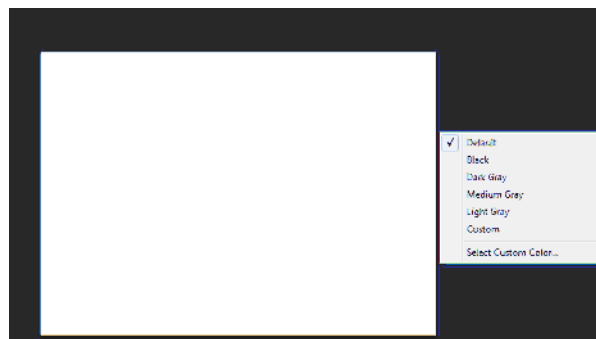 Default
Black
Dark Gray
Medium Gray
Light Gray
Custom
Select Custom Color...